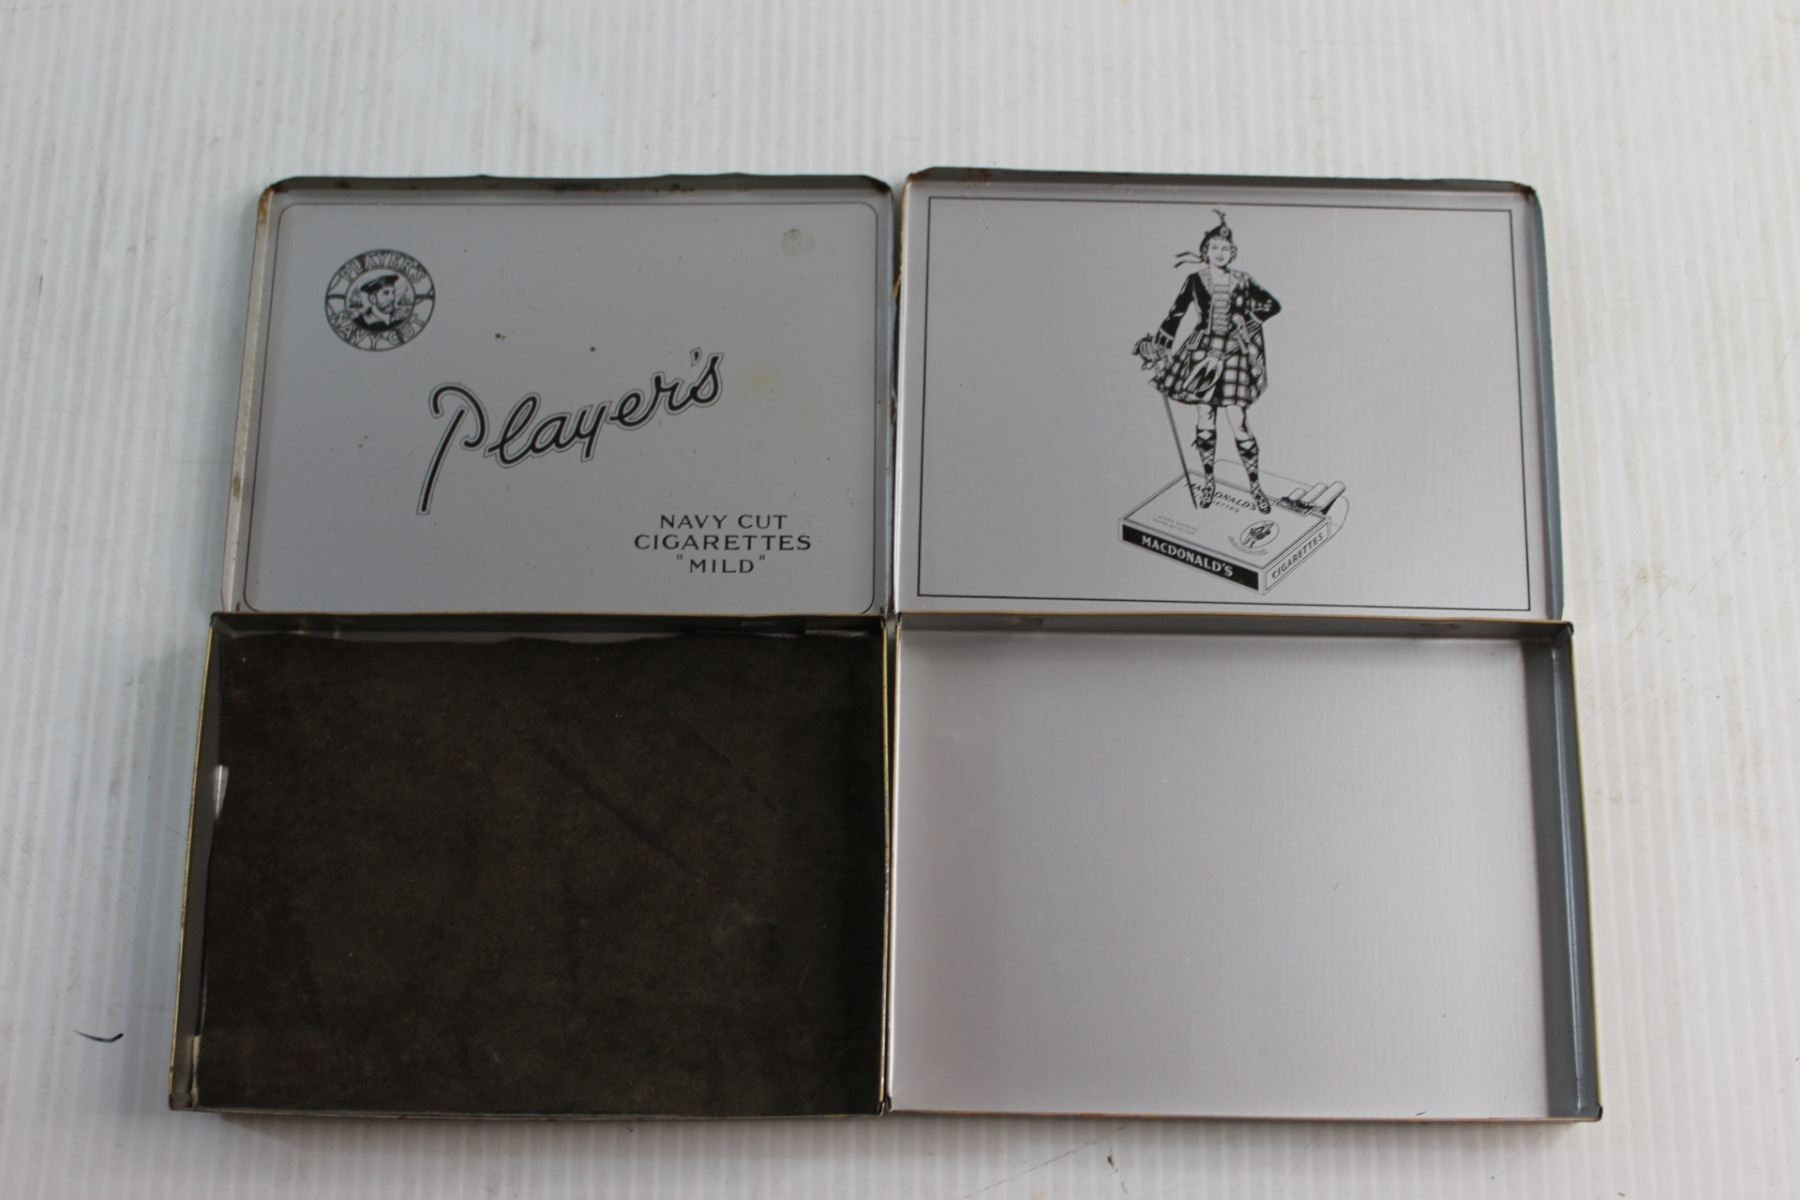 PLAYER'S
NAVY CUT
Player's
NAVY CUT
CIGARETTES
"MILD"
MACDONALD'S
MACDONALD'S
CIGARETTES